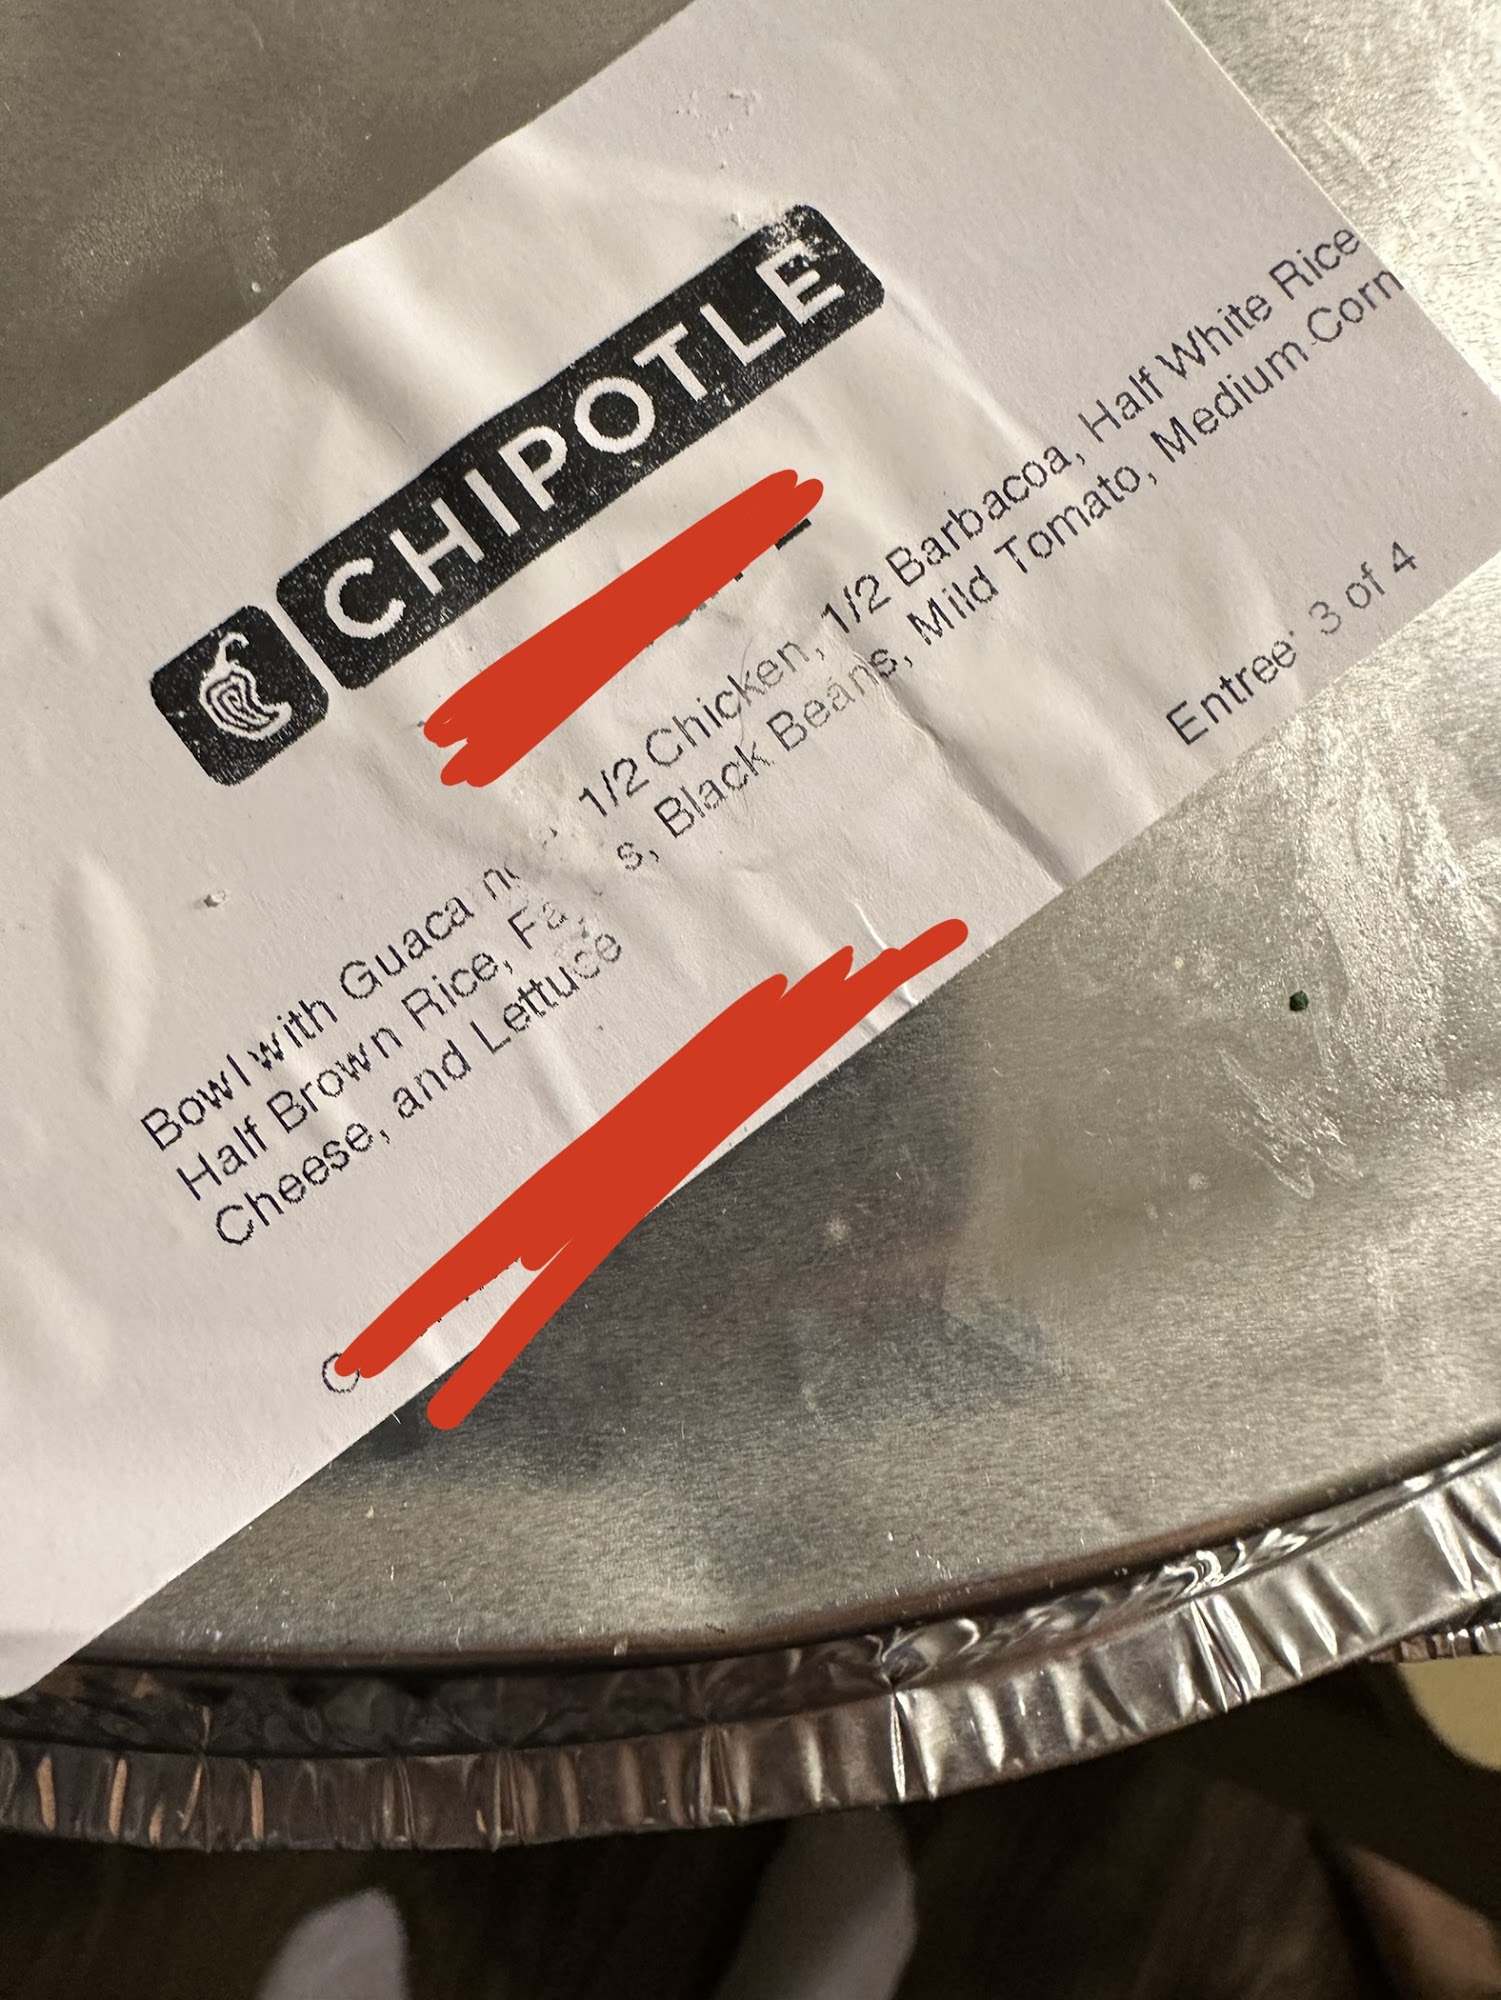 CHIPOTLE
Bowl with 1/2 Chicken, 1/2 Barbacoa, Half White Rice
Half Brown Rice, Black Beans, Mild Tomato, Medium Corn
Cheese, and Lettuce
Entree 3 of 4